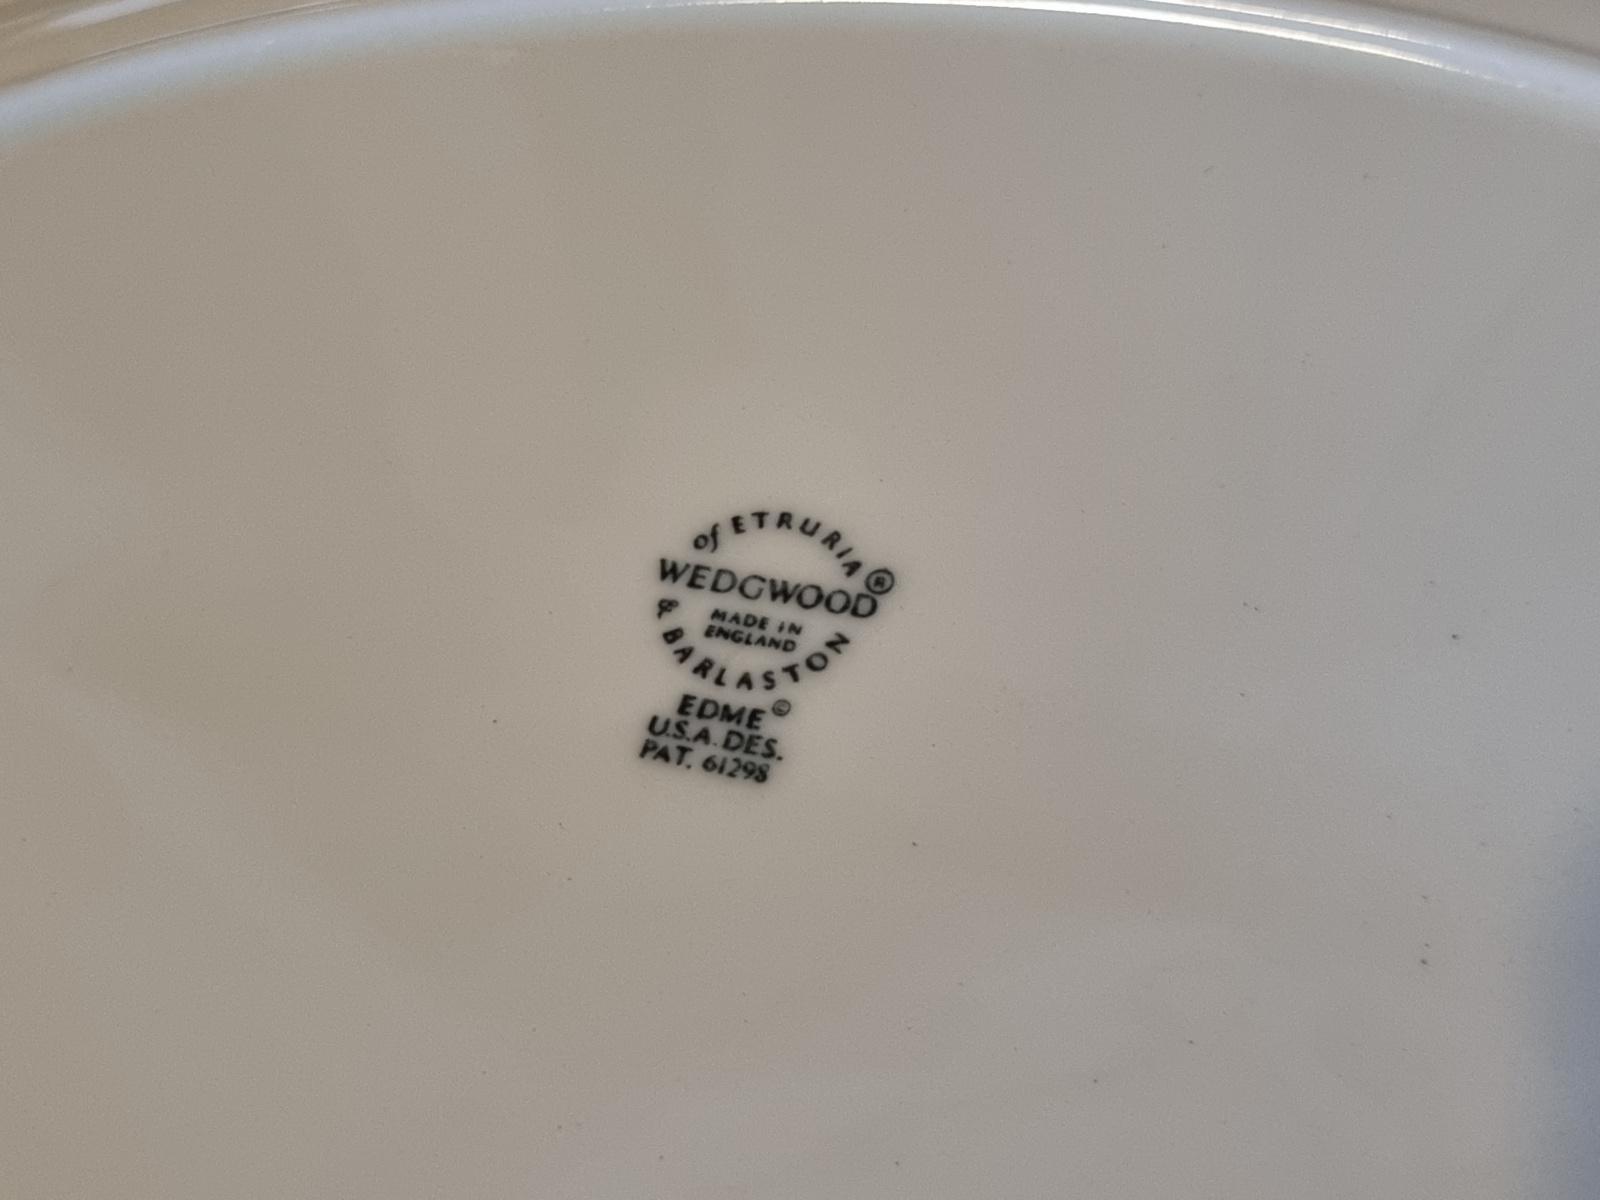 of ETRURIA
WEDGWOOD ®
MADE IN
ENGLAND
& BARLASTON
EDME ©
U.S.A. DES.
PAT. 61298